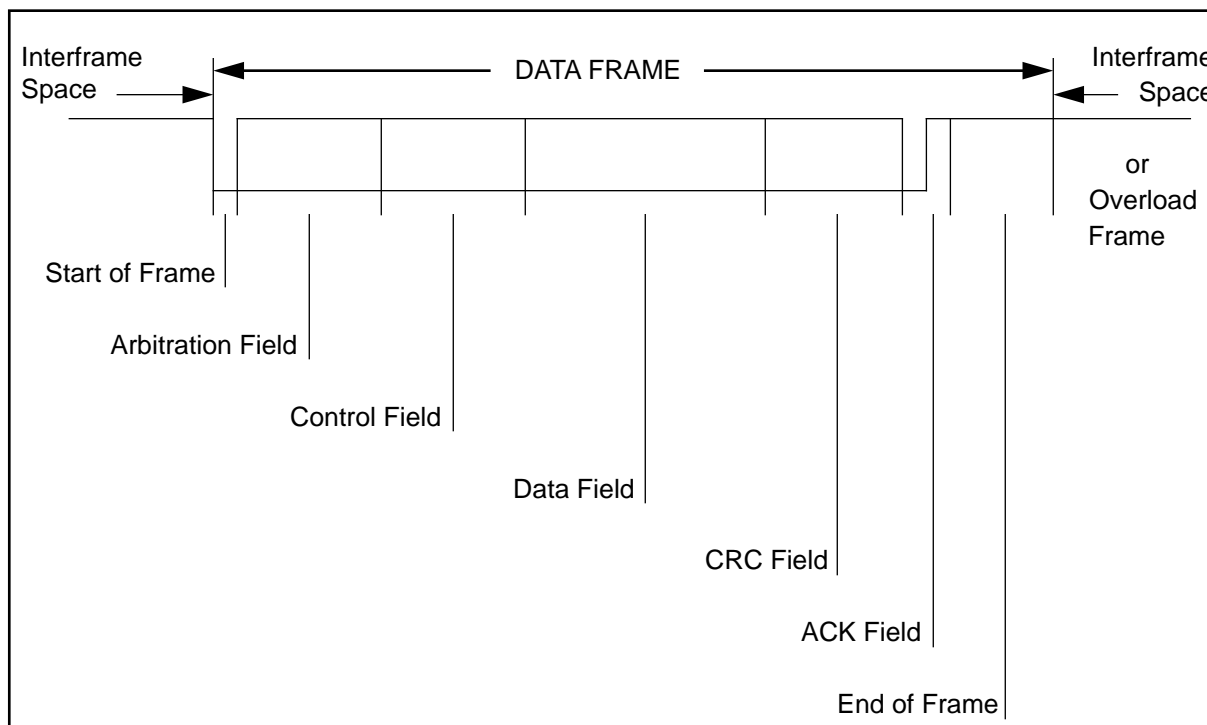 Interframe
Space
DATA FRAME
Interframe
Space
or
Overload
Frame
Start of Frame
Arbitration Field
Control Field
Data Field
CRC Field
ACK Field
End of Frame